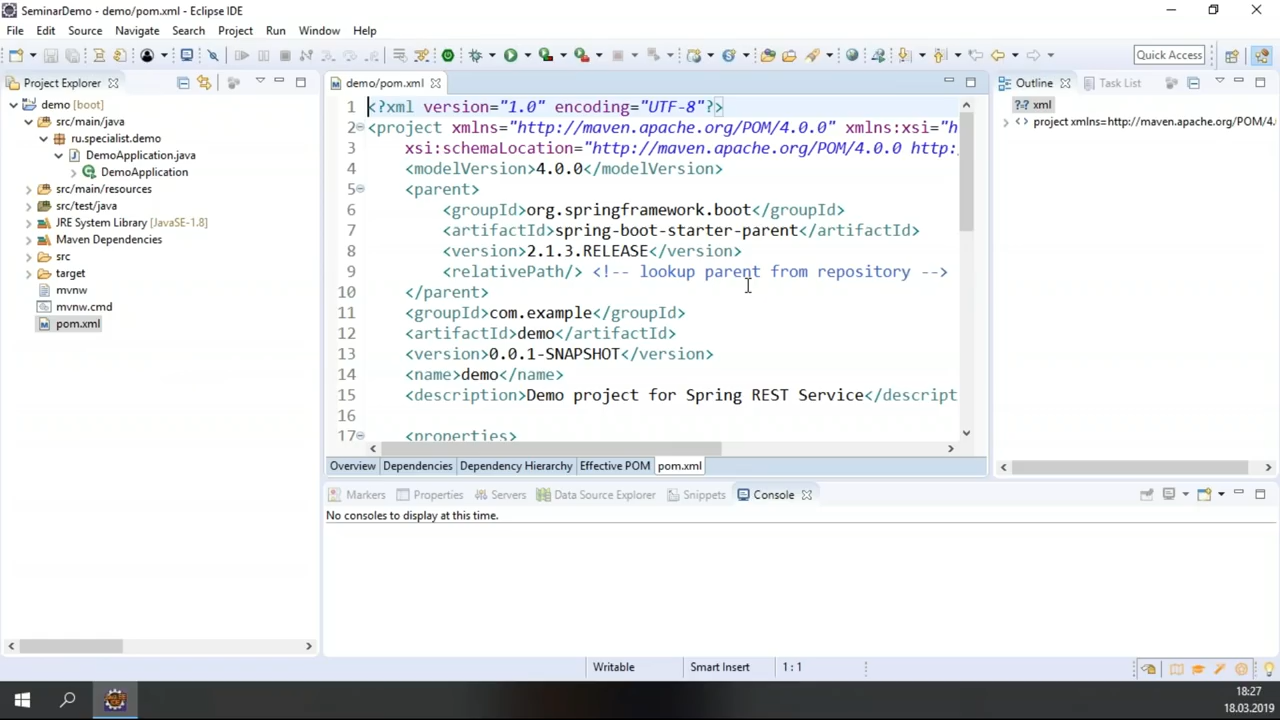 SeminarDemo - demo/pom.xml - Eclipse IDE
File Edit Source Navigate Search Project Run Window Help
Quick Access
Project Explorer
demo [boot]
src/main/java
ru.specialist.demo
DemoApplication.java
DemoApplication
src/main/resources
src/test/java
JRE System Library [JavaSE-1.8]
Maven Dependencies
src
target
mvnw
mvnw.cmd
pom.xml
demo/pom.xml
1 <?xml version="1.0" encoding="UTF-8"?>
2 <project xmlns="http://maven.apache.org/POM/4.0.0" xmlns:xsi="h
3 xsi:schemaLocation="http://maven.apache.org/POM/4.0.0 http:
4 <modelVersion>4.0.0</modelVersion>
5 <parent>
6 <groupId>org.springframework.boot</groupId>
7 <artifactId>spring-boot-starter-parent</artifactId>
8 <version>2.1.3.RELEASE</version>
9 <relativePath/> <!-- lookup parent from repository -->
10 </parent>
11 <groupId>com.example</groupId>
12 <artifactId>demo</artifactId>
13 <version>0.0.1-SNAPSHOT</version>
14 <name>demo</name>
15 <description>Demo project for Spring REST Service</descript
16
17 <properties>
Overview Dependencies Dependency Hierarchy Effective POM pom.xml
Outline Task List
?-? xml
<> project xmlns=http://maven.apache.org/POM/4.
Markers Properties Servers Data Source Explorer Snippets Console
No consoles to display at this time.
Writable Smart Insert 1 : 1
18:27
18.03.2019